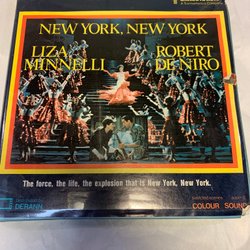 NEW YORK, NEW YORK
LIZA MINNELLI
ROBERT DE NIRO
The force, the life, the explosion that is New York, New York.
DERANN
COLOUR SOUND